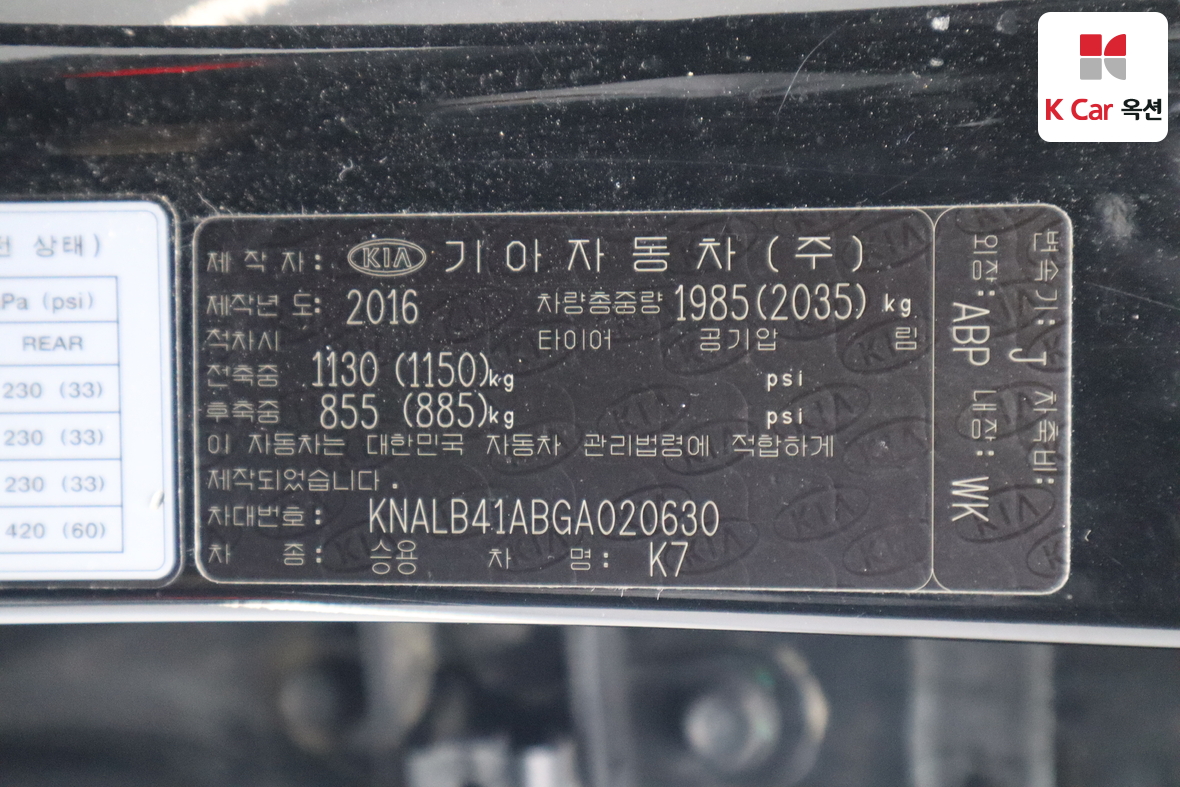 K Car 옥션
전 상태)
Pa (psi)
REAR
230 (33)
230 (33)
230 (33)
420 (60)
제 작 자 : KIA 기아자동차(주)
제작년 도: 2016 차량총중량 1985(2035) kg
적차시 타이어 공기압 림
전축중 1130 (1150)kg psi
후축중 855 (885)kg psi
이 자동차는 대한민국 자동차 관리법령에 적합하게
제작되었습니다.
차대번호: KNALB41ABGA020630
차 종: 승용 차 명: K7
변속기: J 차축비:
외장: ABP 내장: WK